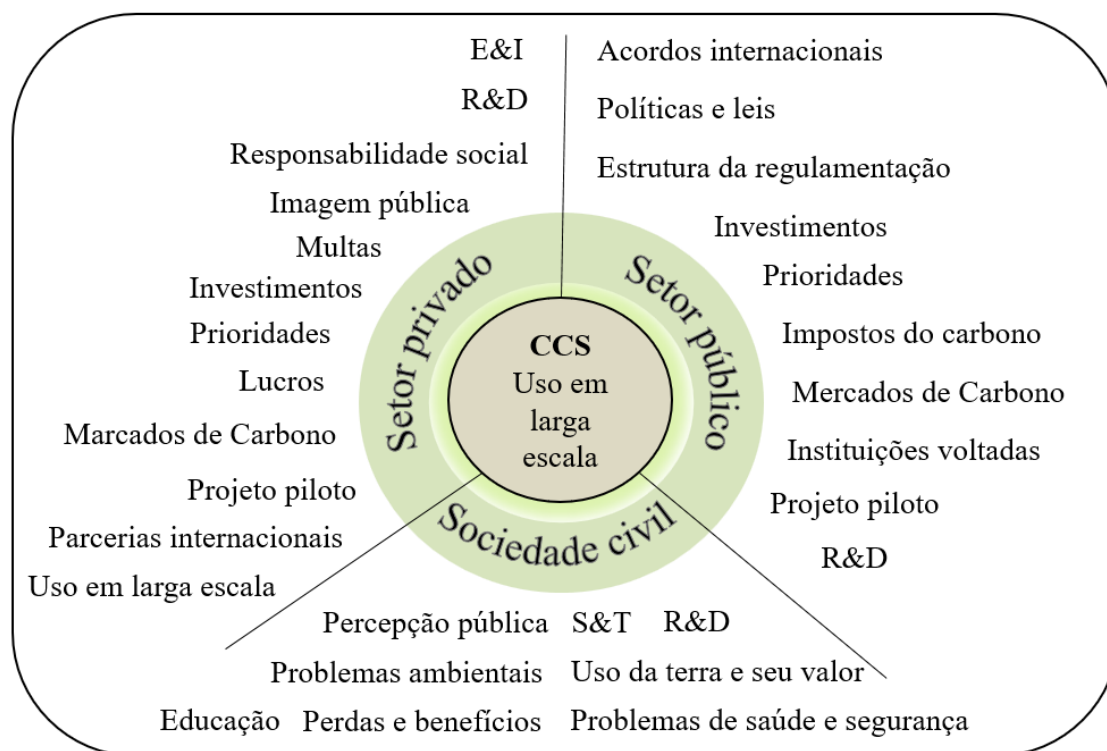 E&I
R&D
Responsabilidade social
Imagem pública
Multas
Investimentos
Prioridades
Lucros
Marcados de Carbono
Projeto piloto
Parcerias internacionais
Uso em larga escala
Acordos internacionais
Políticas e leis
Estrutura da regulamentação
Investimentos
Prioridades
Impostos do carbono
Mercados de Carbono
Instituições voltadas
Projeto piloto
R&D
Setor privado
Setor público
Sociedade civil
CCS
Uso em
larga
escala
Percepção pública S&T R&D
Problemas ambientais Uso da terra e seu valor
Educação Perdas e benefícios Problemas de saúde e segurança